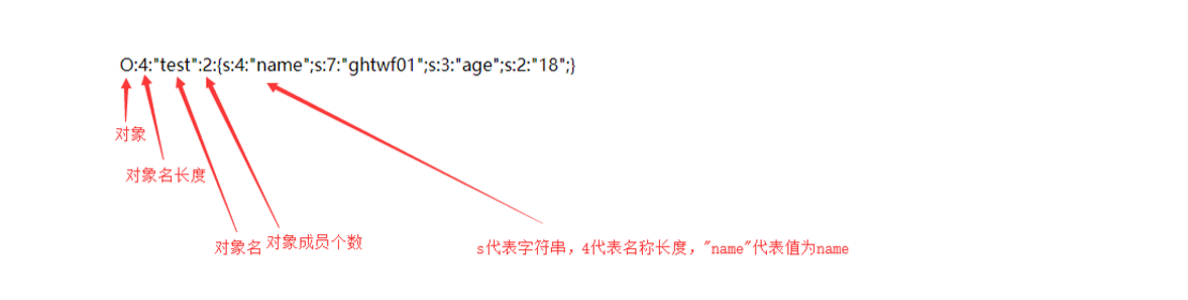 O:4:"test":2:{s:4:"name";s:7:"ghtwf01";s:3:"age";s:2:"18";}
对象
对象名长度
对象名
对象成员个数
s代表字符串，4代表名称长度，"name"代表值为name